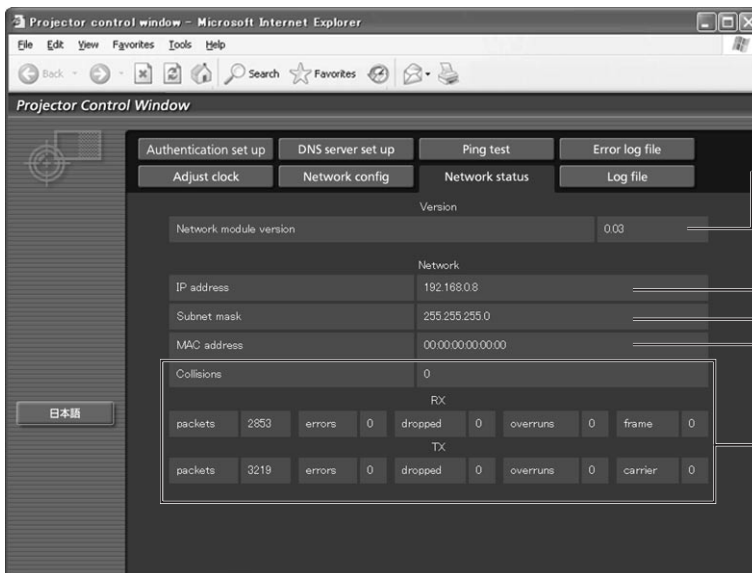 Projector control window - Microsoft Internet Explorer
File Edit View Favorites Tools Help
Back Search Favorites
Projector Control Window
Authentication set up DNS server set up Ping test Error log file
Adjust clock Network config Network status Log file
Version
Network module version 0.03
Network
IP address 192.168.0.8
Subnet mask 255.255.255.0
MAC address 00:00:00:00:00:00
Collisions 0
RX
packets 2853 errors 0 dropped 0 overruns 0 frame 0
TX
packets 3219 errors 0 dropped 0 overruns 0 carrier 0
日本語